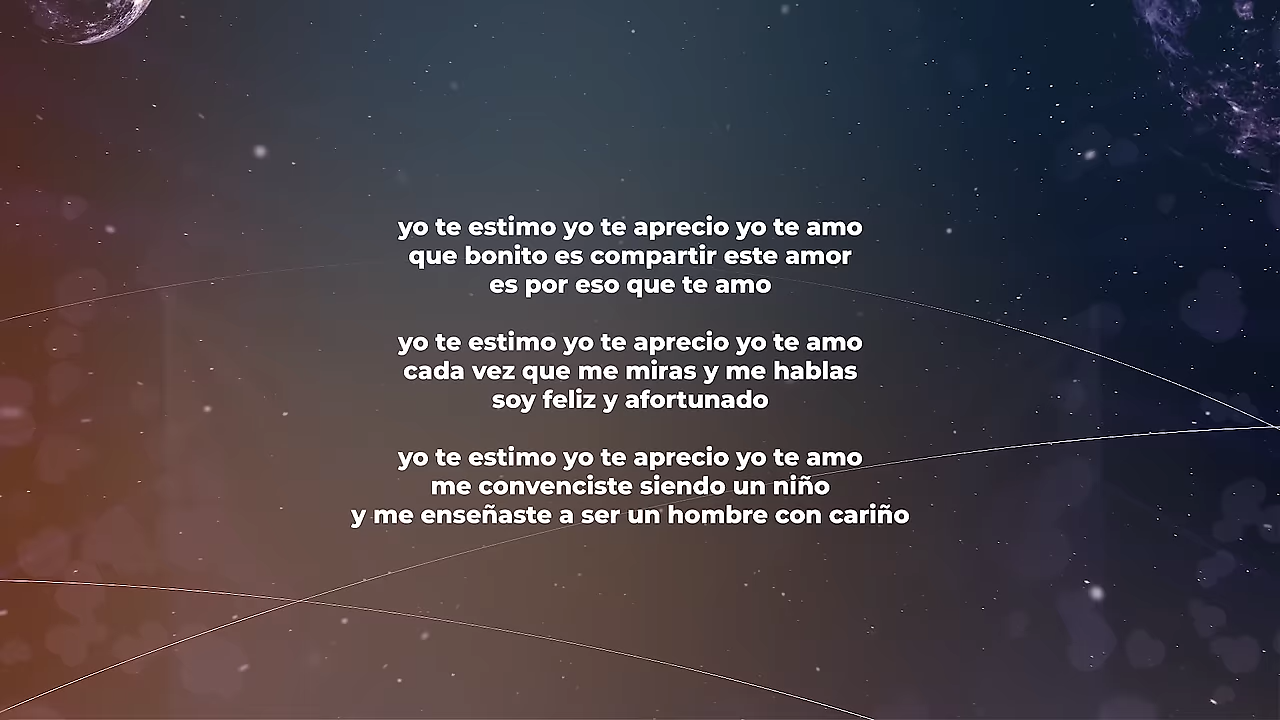 yo te estimo yo te aprecio yo te amo
que bonito es compartir este amor
es por eso que te amo
yo te estimo yo te aprecio yo te amo
cada vez que me miras y me hablas
soy feliz y afortunado
yo te estimo yo te aprecio yo te amo
me convenciste siendo un niño
y me enseñaste a ser un hombre con cariño